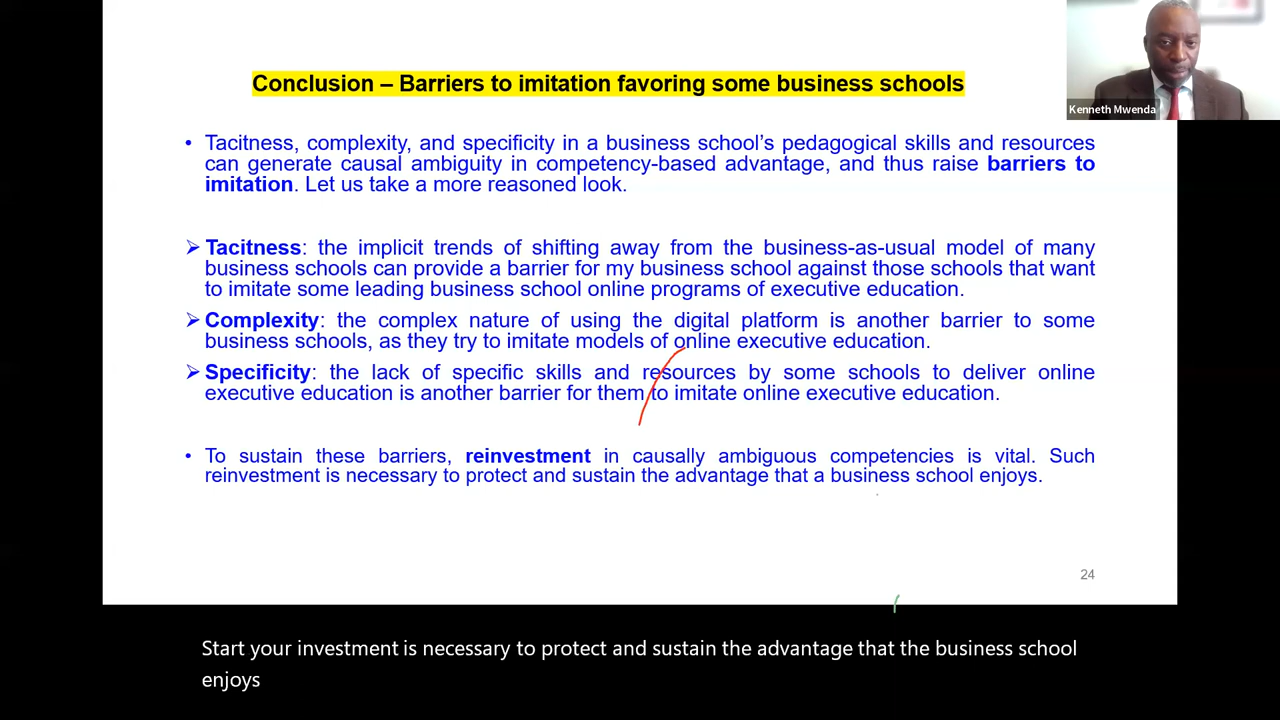 Conclusion – Barriers to imitation favoring some business schools
Kenneth Mwenda
• Tacitness, complexity, and specificity in a business school’s pedagogical skills and resources
can generate causal ambiguity in competency-based advantage, and thus raise barriers to
imitation. Let us take a more reasoned look.
➢ Tacitness: the implicit trends of shifting away from the business-as-usual model of many
business schools can provide a barrier for my business school against those schools that want
to imitate some leading business school online programs of executive education.
➢ Complexity: the complex nature of using the digital platform is another barrier to some
business schools, as they try to imitate models of online executive education.
➢ Specificity: the lack of specific skills and resources by some schools to deliver online
executive education is another barrier for them to imitate online executive education.
• To sustain these barriers, reinvestment in causally ambiguous competencies is vital. Such
reinvestment is necessary to protect and sustain the advantage that a business school enjoys.
24
Start your investment is necessary to protect and sustain the advantage that the business school
enjoys